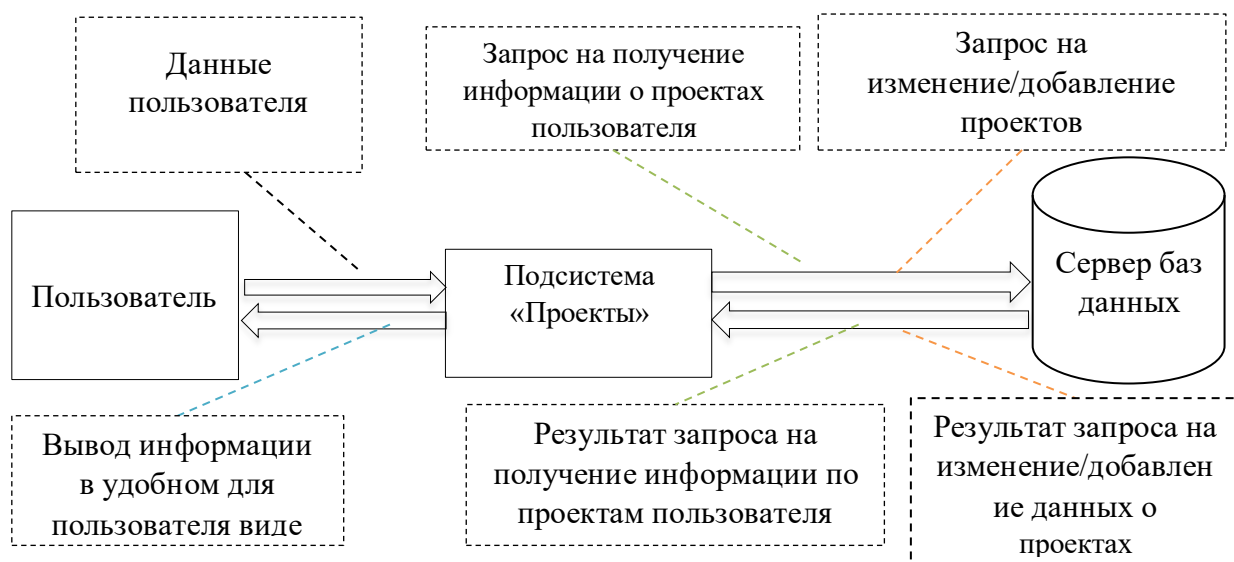 Данные
пользователя
Запрос на получение
информации о проектах
пользователя
Запрос на
изменение/добавление
проектов
Пользователь
Подсистема
«Проекты»
Сервер баз
данных
Вывод информации
в удобном для
пользователя виде
Результат запроса на
получение информации по
проектам пользователя
Результат запроса на
изменение/добавлен
ие данных о
проектах